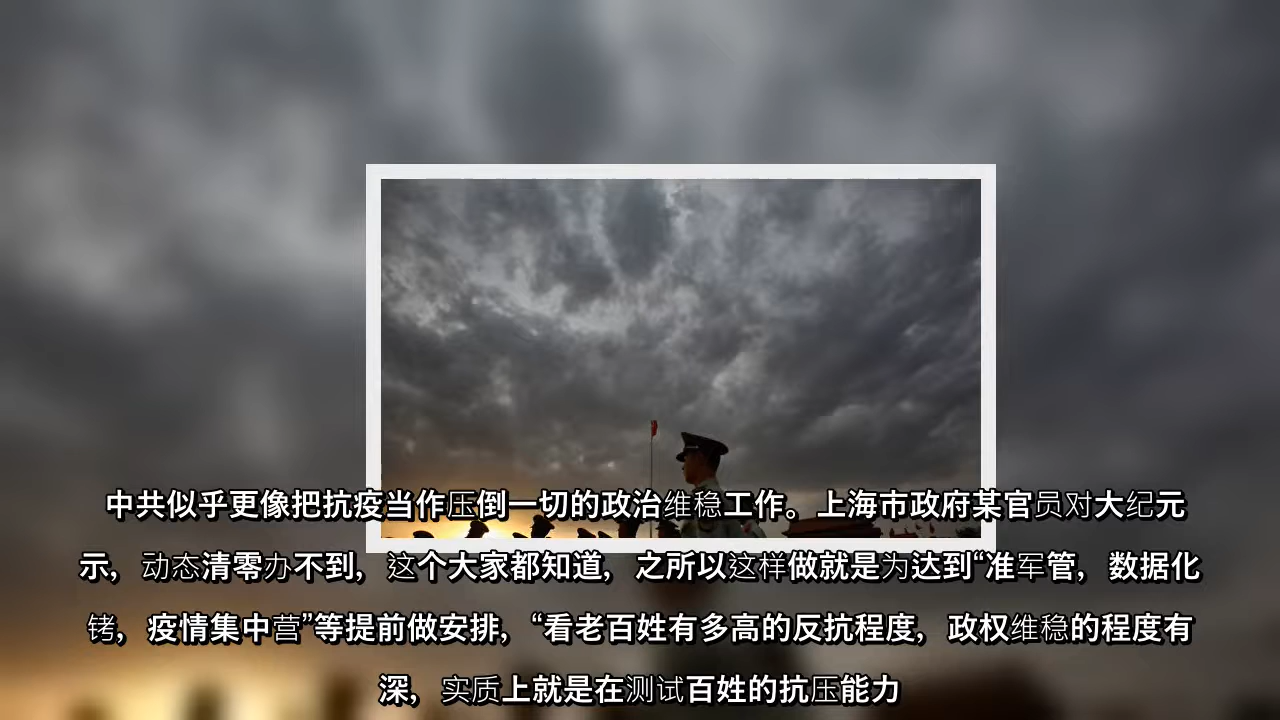 中共似乎更像把抗疫当作压倒一切的政治维稳工作。上海市政府某官员对大纪元
示，动态清零办不到，这个大家都知道，之所以这样做就是为达到“准军管，数据化
铐，疫情集中营”等提前做安排，“看老百姓有多高的反抗程度，政权维稳的程度有
深，实质上就是在测试百姓的抗压能力